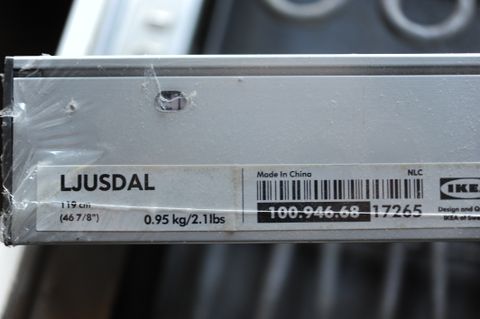 LJUSDAL
119 cm
(46 7/8")
0.95 kg/2.1lbs
Made in China
NLC
100.946.68 17265
IKE
Design and Q
IKEA of Sw